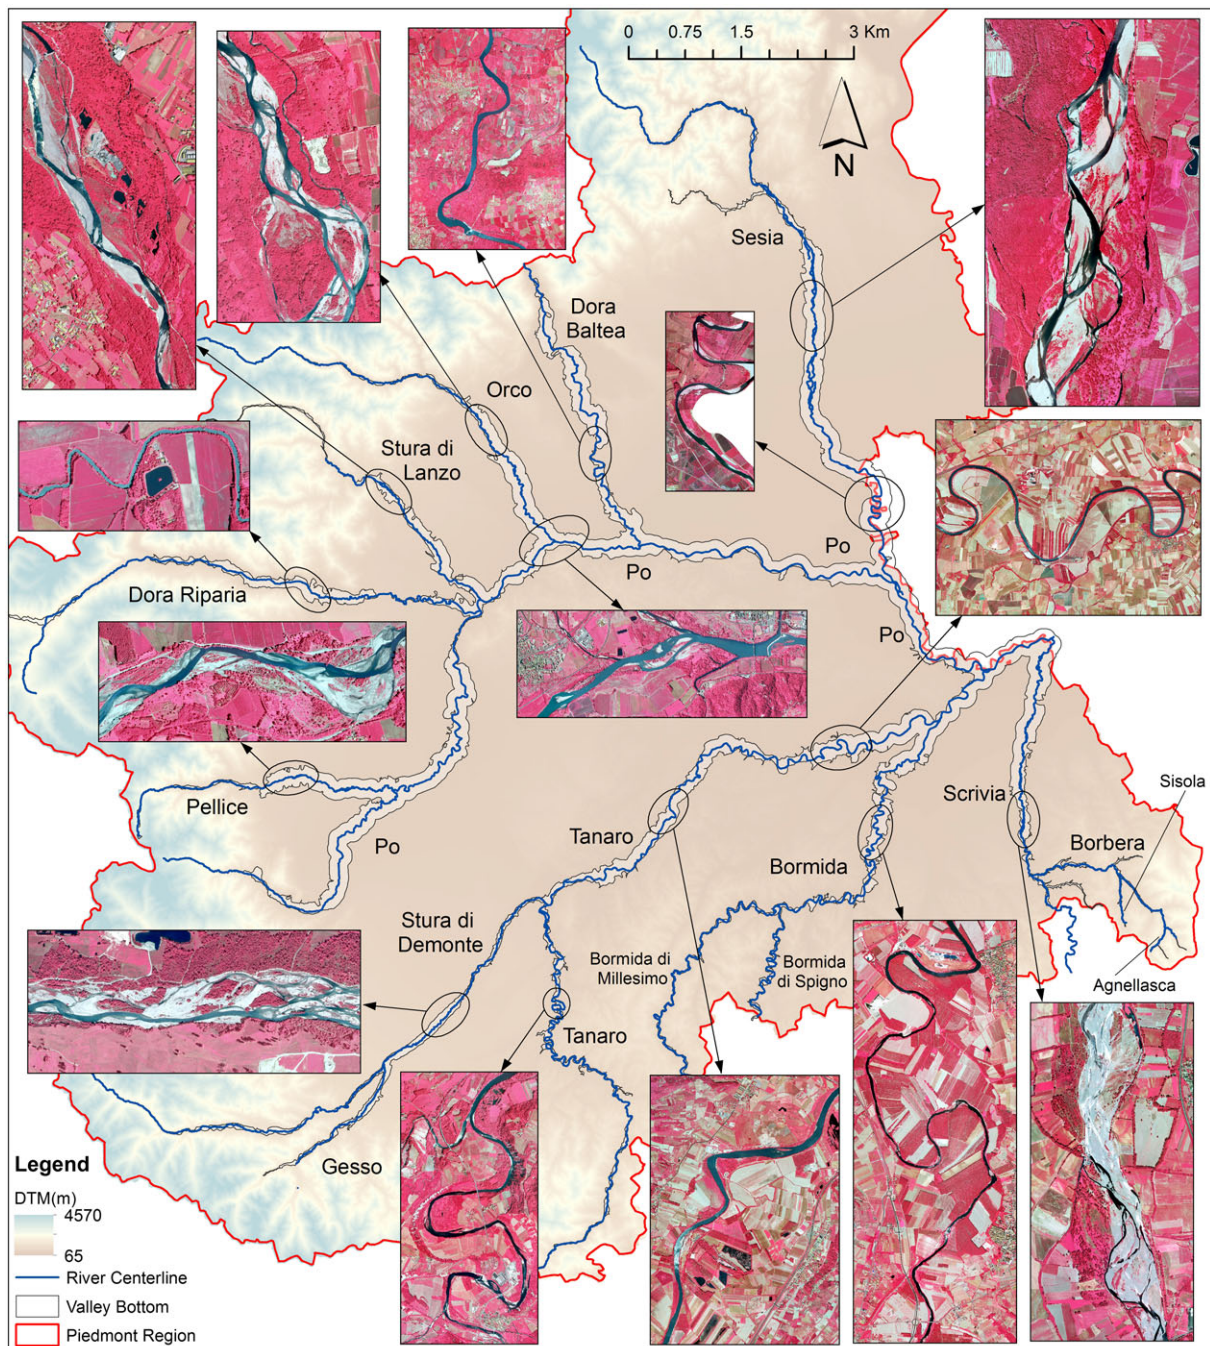 0 0.75 1.5 3 Km
N
Sesia
Dora
Baltea
Orco
Stura di
Lanzo
Po
Po
Dora Riparia
Po
Sisola
Scrivia
Pellice
Tanaro
Borbera
Po
Bormida
Stura di
Demonte
Bormida di
Millesimo
Bormida
di Spigno
Agnellasca
Tanaro
Gesso
Legend
DTM(m)
4570
65
River Centerline
Valley Bottom
Piedmont Region